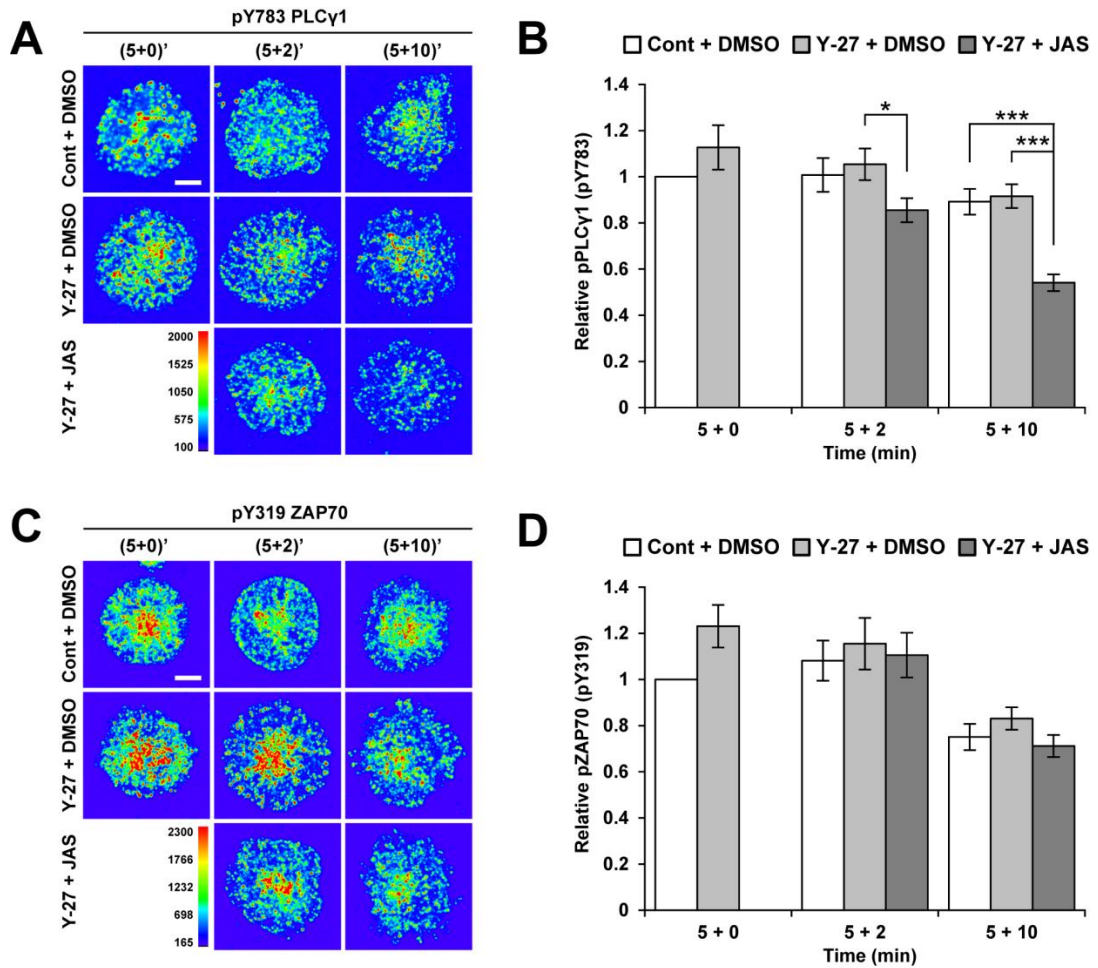 A
pY783 PLCγ1
(5+0)’ (5+2)’ (5+10)’
Cont + DMSO
Y-27 + DMSO
Y-27 + JAS
2000
1525
1050
575
100
B
Cont + DMSO Y-27 + DMSO Y-27 + JAS
Relative pPLCγ1 (pY783)
1.4
1.2
1
0.8
0.6
0.4
0.2
0
*
***
***
5 + 0 5 + 2 5 + 10
Time (min)
C
pY319 ZAP70
(5+0)’ (5+2)’ (5+10)’
Cont + DMSO
Y-27 + DMSO
Y-27 + JAS
2300
1766
1232
698
165
D
Cont + DMSO Y-27 + DMSO Y-27 + JAS
Relative pZAP70 (pY319)
1.4
1.2
1
0.8
0.6
0.4
0.2
0
5 + 0 5 + 2 5 + 10
Time (min)